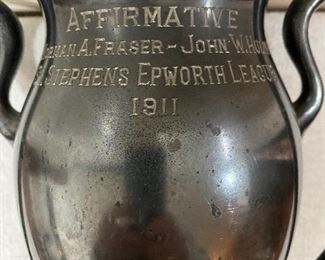 AFFIRMATIVE
A. FRASER - JOHN W.
STEPHENS EPWORTH LEAGUE
1911